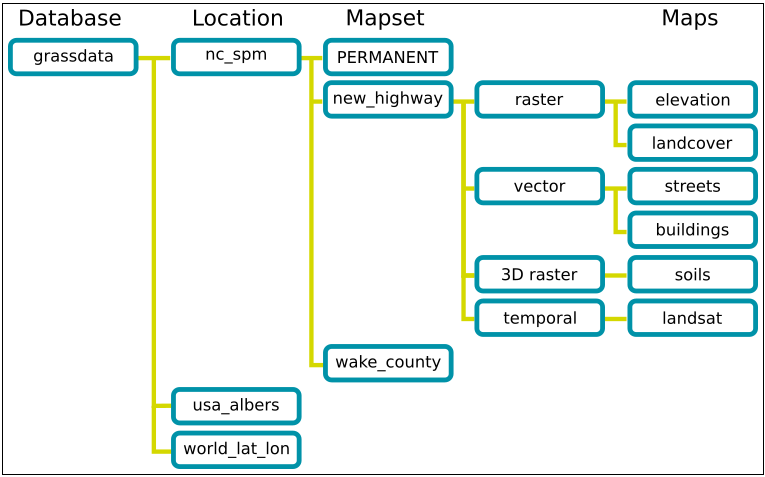 Database Location Mapset Maps
grassdata nc_spm PERMANENT
new_highway raster elevation
landcover
vector streets
buildings
3D raster soils
temporal landsat
wake_county
usa_albers
world_lat_lon